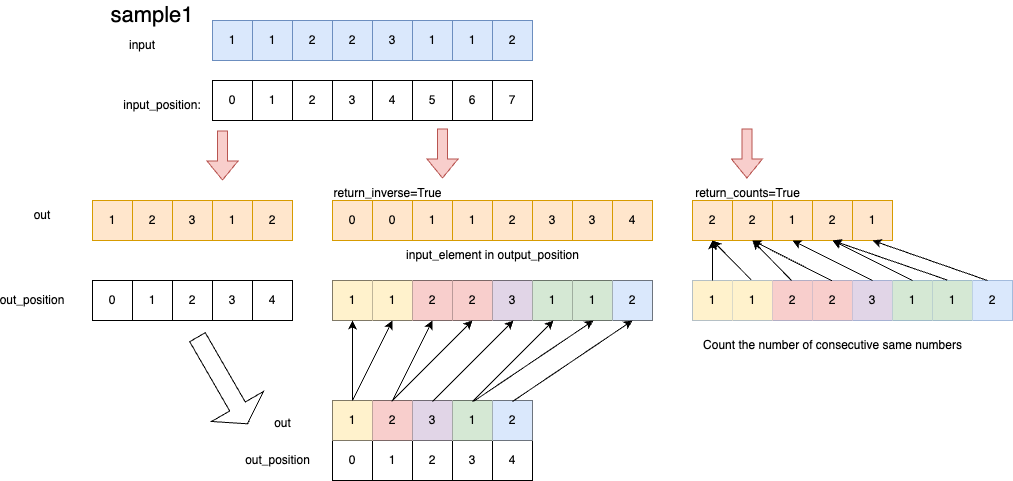 sample1
input 1 1 2 2 3 1 1 2
input_position: 0 1 2 3 4 5 6 7
return_inverse=True return_counts=True
out 1 2 3 1 2 0 0 1 1 2 3 3 4 2 2 1 2 1
input_element in output_position
out_position 0 1 2 3 4 1 1 2 2 3 1 1 2 1 1 2 2 3 1 1 2
Count the number of consecutive same numbers
out 1 2 3 1 2
out_position 0 1 2 3 4